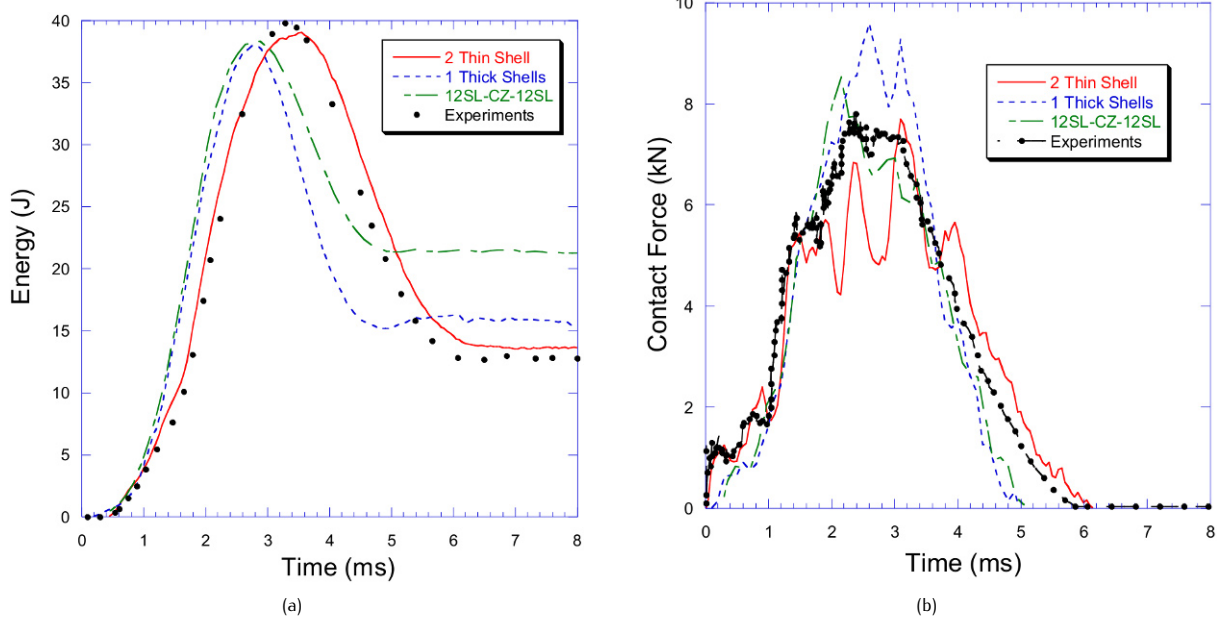 40
35
30
25
20
15
10
5
0
Energy (J)
2 Thin Shell
1 Thick Shells
12SL-CZ-12SL
Experiments
0 1 2 3 4 5 6 7 8
Time (ms)
(a)
10
8
6
4
2
0
Contact Force (kN)
2 Thin Shell
1 Thick Shells
12SL-CZ-12SL
Experiments
0 1 2 3 4 5 6 7 8
Time (ms)
(b)